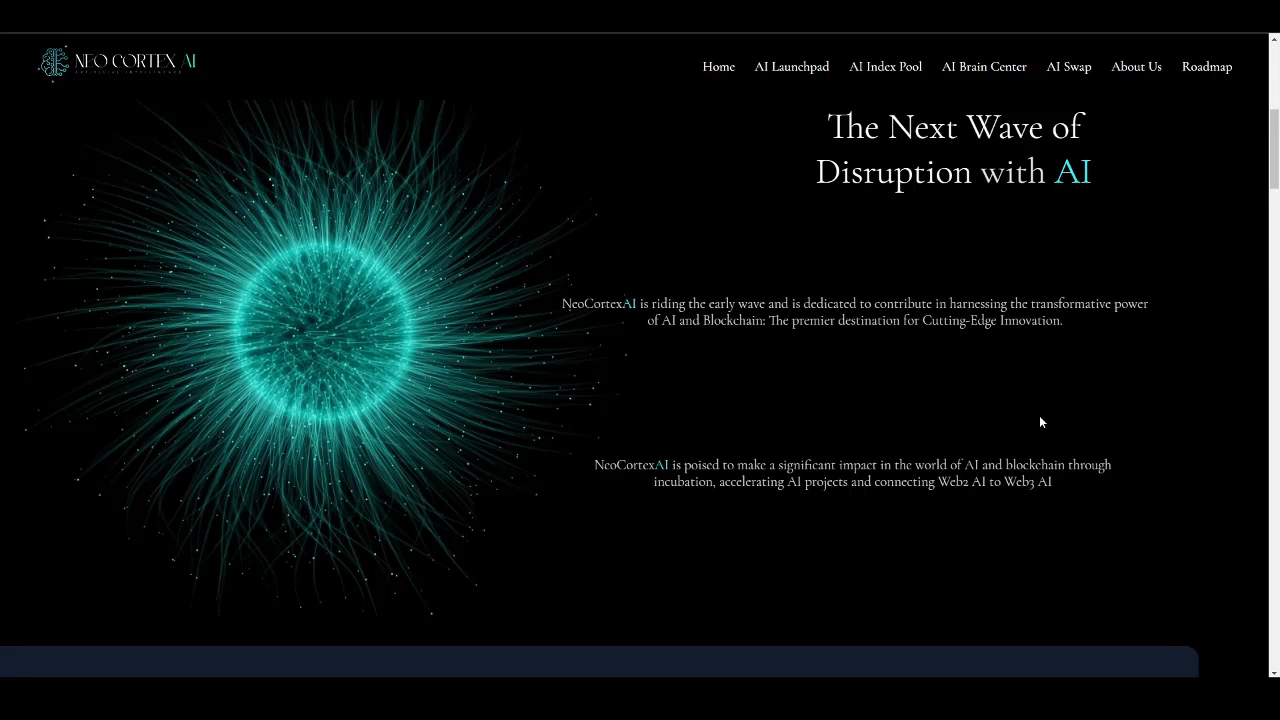 NEO CORTEX AI
Home
AI Launchpad
AI Index Pool
AI Brain Center
AI Swap
About Us
Roadmap
The Next Wave of
Disruption with AI
NeoCortexAI is riding the early wave and is dedicated to contribute in harnessing the transformative power
of AI and Blockchain: The premier destination for Cutting-Edge Innovation.
NeoCortexAI is poised to make a significant impact in the world of AI and blockchain through
incubation, accelerating AI projects and connecting Web2 AI to Web3 AI